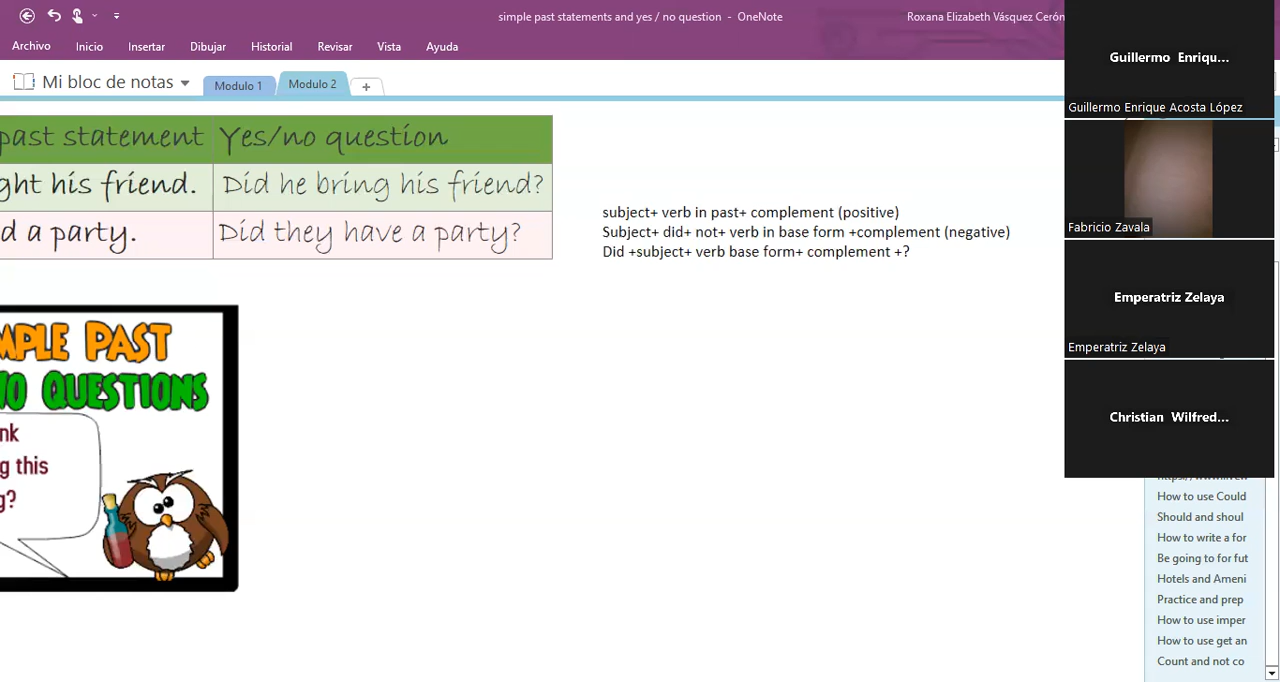 simple past statements and yes / no question - OneNote
Roxana Elizabeth Vásquez Cerón
Archivo Inicio Insertar Dibujar Historial Revisar Vista Ayuda
Mi bloc de notas Modulo 1 Modulo 2 +
past statement Yes/no question
ght his friend. Did he bring his friend?
d a party. Did they have a party?
subject+ verb in past+ complement (positive)
Subject+ did+ not+ verb in base form +complement (negative)
Did +subject+ verb base form+ complement +?
MPLE PAST
NO QUESTIONS
nk
g this
g?
Guillermo Enriqu...
Guillermo Enrique Acosta López
Fabricio Zavala
Emperatriz Zelaya
Emperatriz Zelaya
Christian Wilfred...
How to use Could
Should and shoul
How to write a for
Be going to for fut
Hotels and Ameni
Practice and prep
How to use imper
How to use get an
Count and not co